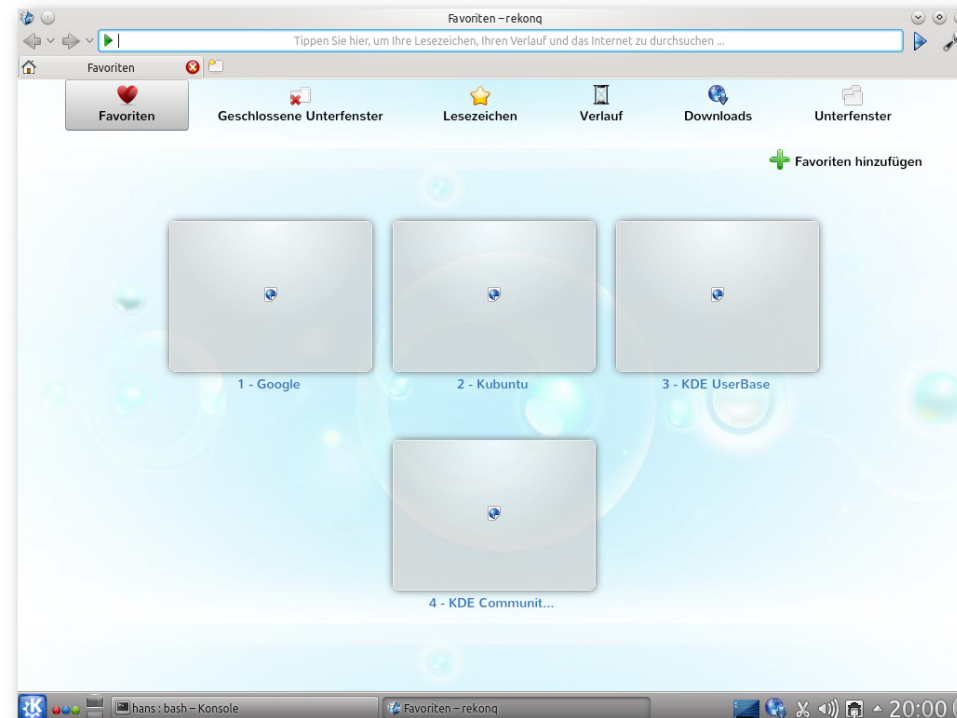 Favoriten – rekonq
Tippen Sie hier, um Ihre Lesezeichen, Ihren Verlauf und das Internet zu durchsuchen ...
Favoriten
Favoriten Geschlossene Unterfenster Lesezeichen Verlauf Downloads Unterfenster
Favoriten hinzufügen
1 - Google 2 - Kubuntu 3 - KDE UserBase
4 - KDE Communit...
hans : bash – Konsole Favoriten – rekonq 20:00